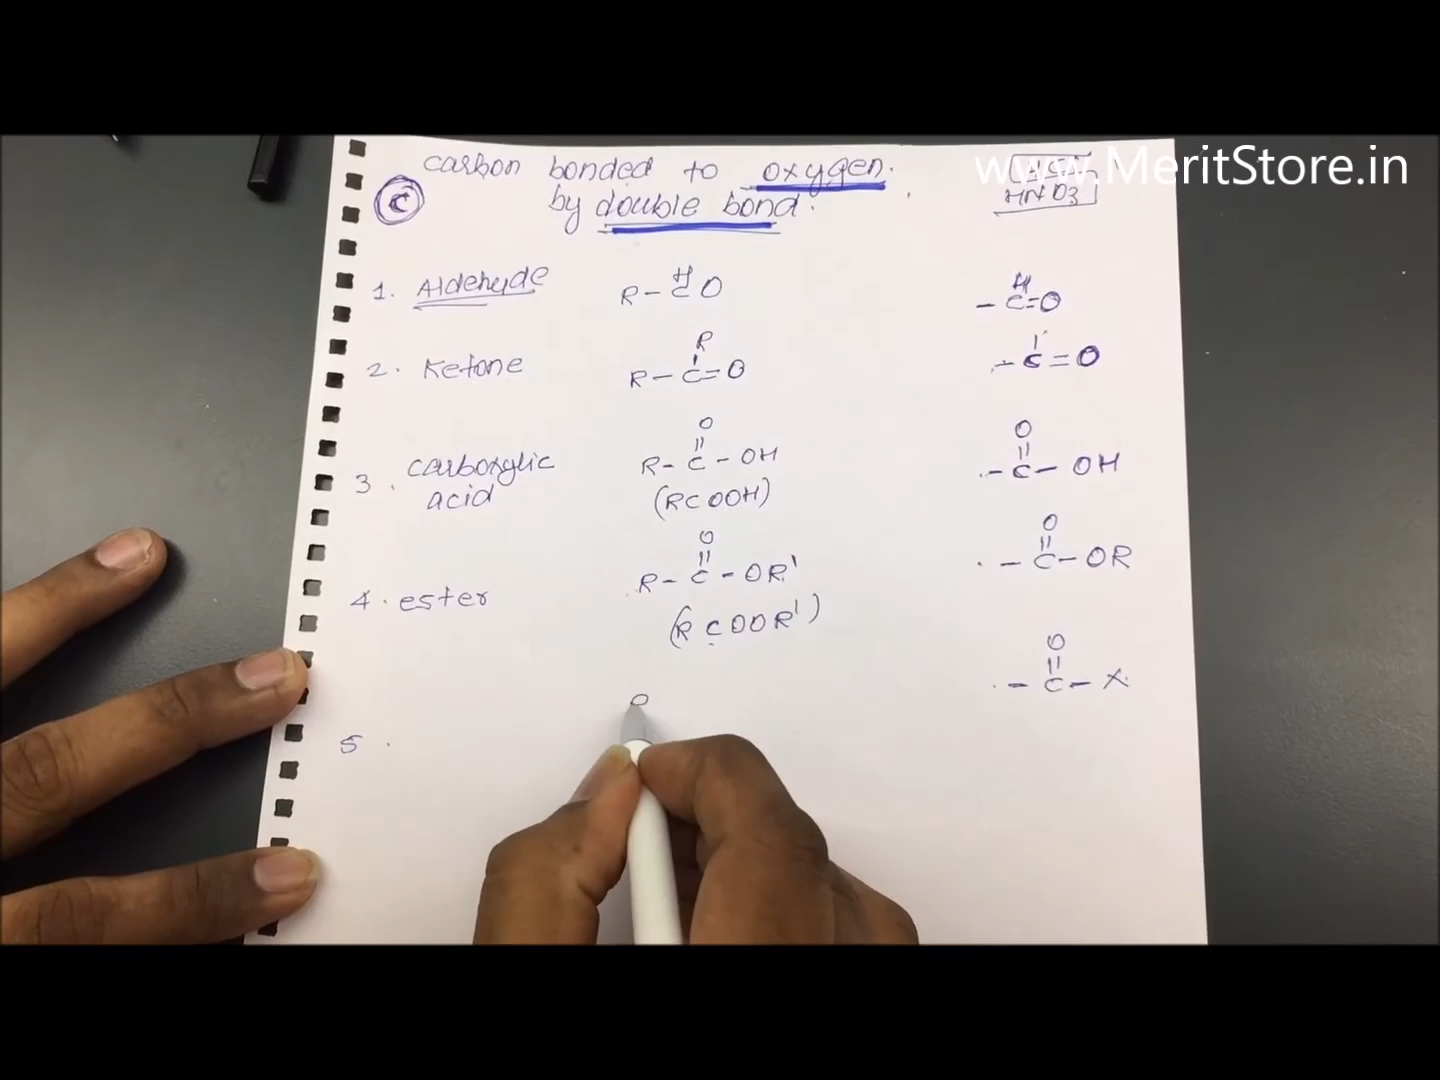 carbon bonded to oxygen.
www.MeritStore.in
HNO3
C
by double bond.
1. Aldehyde
H
R - C O
H
- C=O
2. Ketone
R
R - C=O
- C = O
3. carboxylic
acid
O
R - C - OH
(RCOOH)
O
- C - OH
4. ester
O
R - C - OR'
(RCOOR')
O
- C - OR
O
- C - X
5.
O